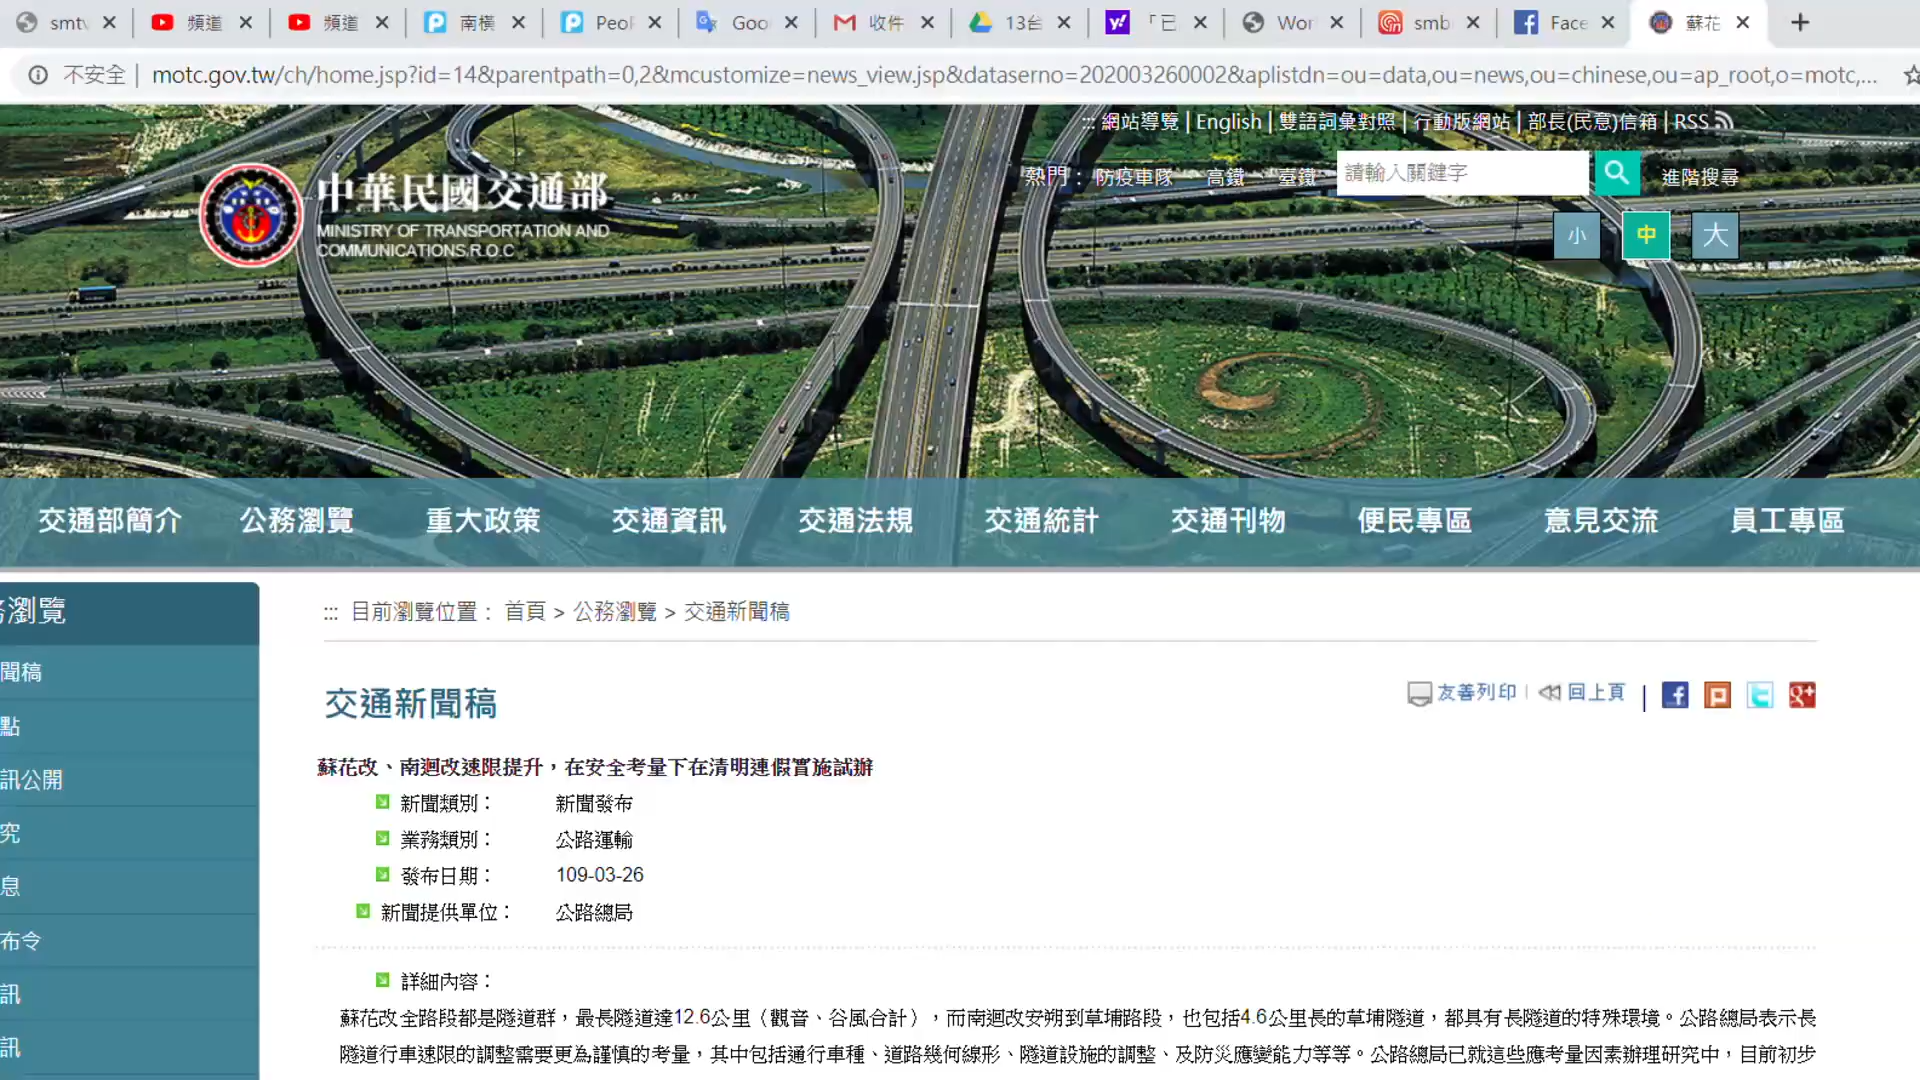 smtv
頻道
頻道
南橫
Peop
Goo
收件
13台
「已
Wor
smb
Face
蘇花
不安全 | motc.gov.tw/ch/home.jsp?id=14&parentpath=0,2&mcustomize=news_view.jsp&dataserno=202003260002&aplistdn=ou=data,ou=news,ou=chinese,ou=ap_root,o=motc,...
::: 網站導覽 | English | 雙語詞彙對照 | 行動版網站 | 部長(民意)信箱 | RSS
熱門： 防疫車隊 高鐵 臺鐵 請輸入關鍵字 進階搜尋
中華民國交通部
MINISTRY OF TRANSPORTATION AND
COMMUNICATIONS.R.O.C
小 中 大
交通部簡介 公務瀏覽 重大政策 交通資訊 交通法規 交通統計 交通刊物 便民專區 意見交流 員工專區
瀏覽
聞稿
點
訊公開
究
息
布令
訊
訊
::: 目前瀏覽位置： 首頁 > 公務瀏覽 > 交通新聞稿
交通新聞稿
友善列印 回上頁
蘇花改、南迴改速限提升，在安全考量下在清明連假實施試辦
新聞類別： 新聞發布
業務類別： 公路運輸
發布日期： 109-03-26
新聞提供單位： 公路總局
詳細內容：
蘇花改全路段都是隧道群，最長隧道達12.6公里（觀音、谷風合計），而南迴改安朔到草埔路段，也包括4.6公里長的草埔隧道，都具有長隧道的特殊環境。公路總局表示長
隧道行車速限的調整需要更為謹慎的考量，其中包括通行車種、道路幾何線形、隧道設施的調整、及防災應變能力等等。公路總局已就這些應考量因素辦理研究中，目前初步